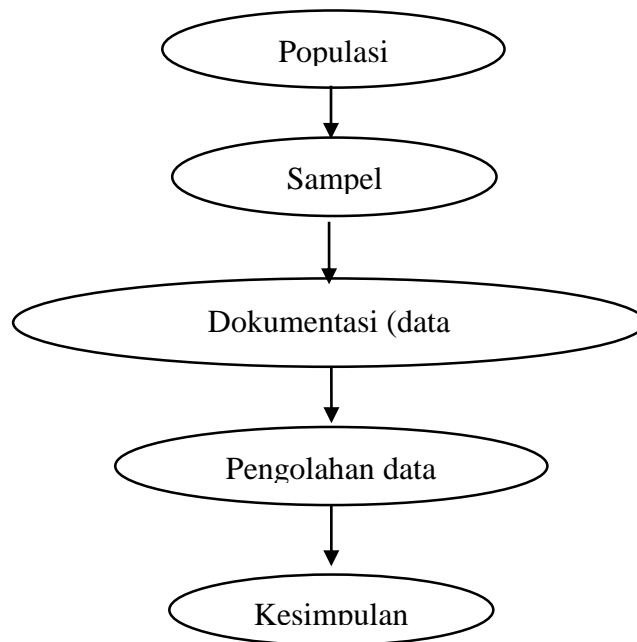 Populasi
Sampel
Dokumentasi (data
Pengolahan data
Kesimpulan